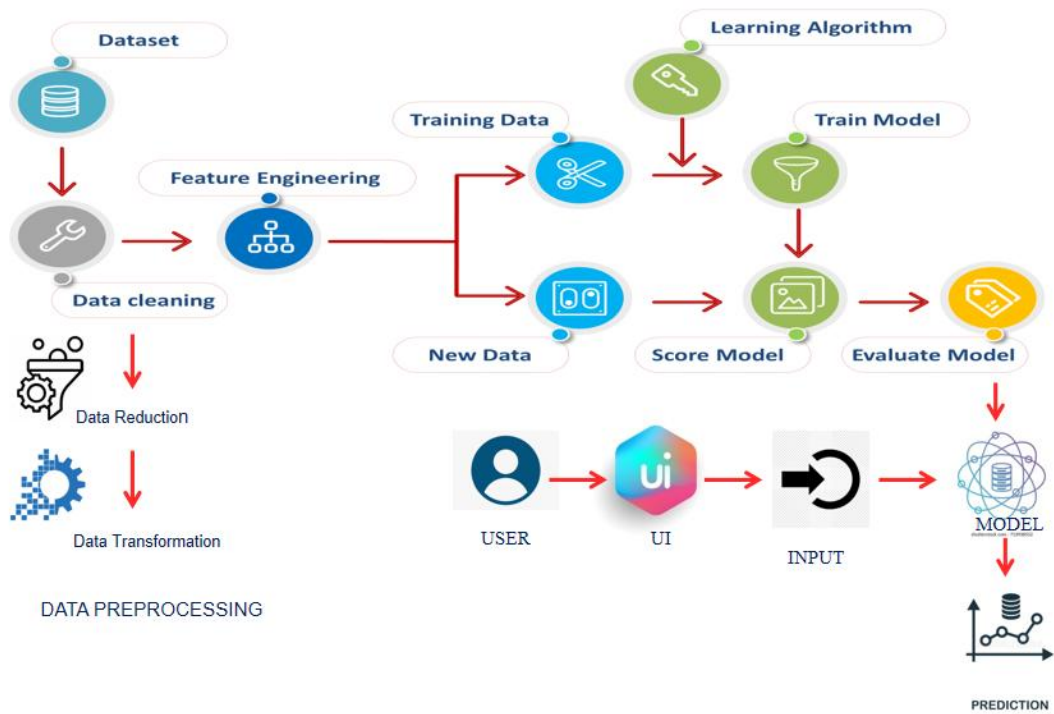 Dataset
Learning Algorithm
Training Data
Train Model
Feature Engineering
Data cleaning
New Data
Score Model
Evaluate Model
Data Reduction
ui
MODEL
Data Transformation
USER
UI
INPUT
DATA PREPROCESSING
PREDICTION